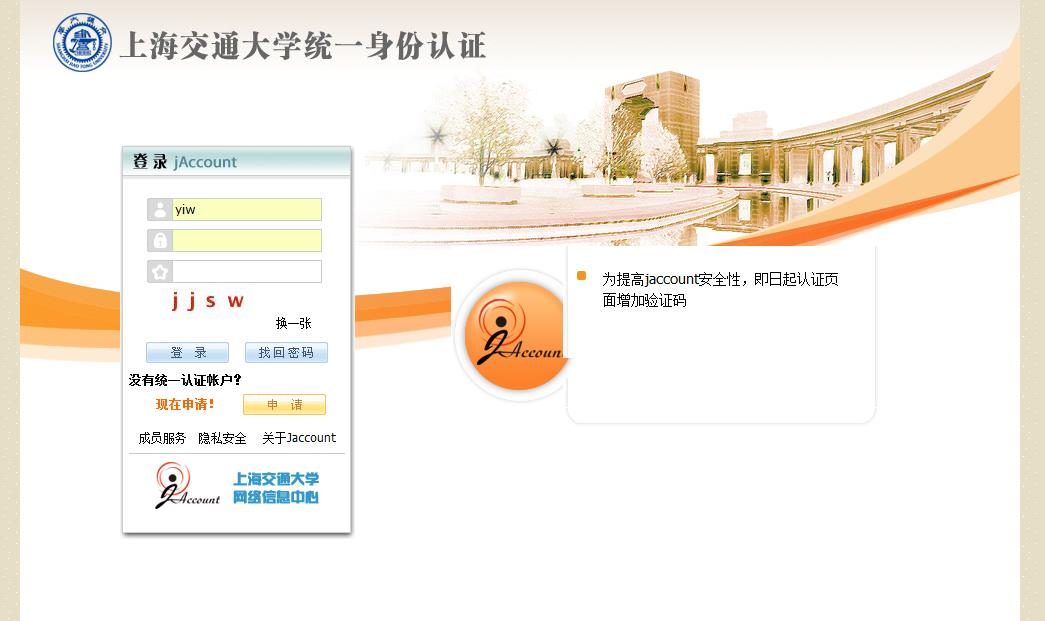 上海交通大学统一身份认证
登录 jAccount
yiw
jjsw
换一张
登 录 找回密码
没有统一认证帐户?
现在申请! 申 请
成员服务 隐私安全 关于Jaccount
jAccount 上海交通大学
网络信息中心
jAccoun
为提高jaccount安全性，即日起认证页
面增加验证码